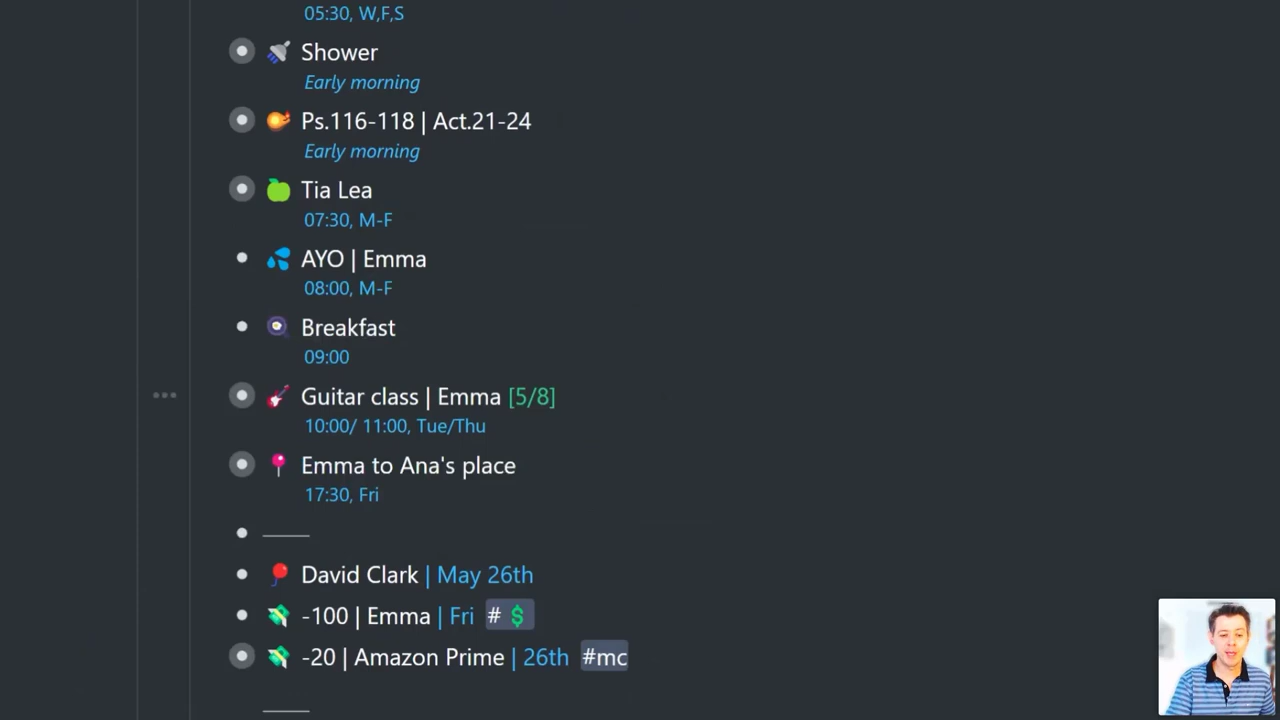 05:30, W,F,S
Shower
Early morning
Ps.116-118 | Act.21-24
Early morning
Tia Lea
07:30, M-F
AYO | Emma
08:00, M-F
Breakfast
09:00
Guitar class | Emma [5/8]
10:00/ 11:00, Tue/Thu
Emma to Ana's place
17:30, Fri
David Clark | May 26th
-100 | Emma | Fri #$
-20 | Amazon Prime | 26th #mc